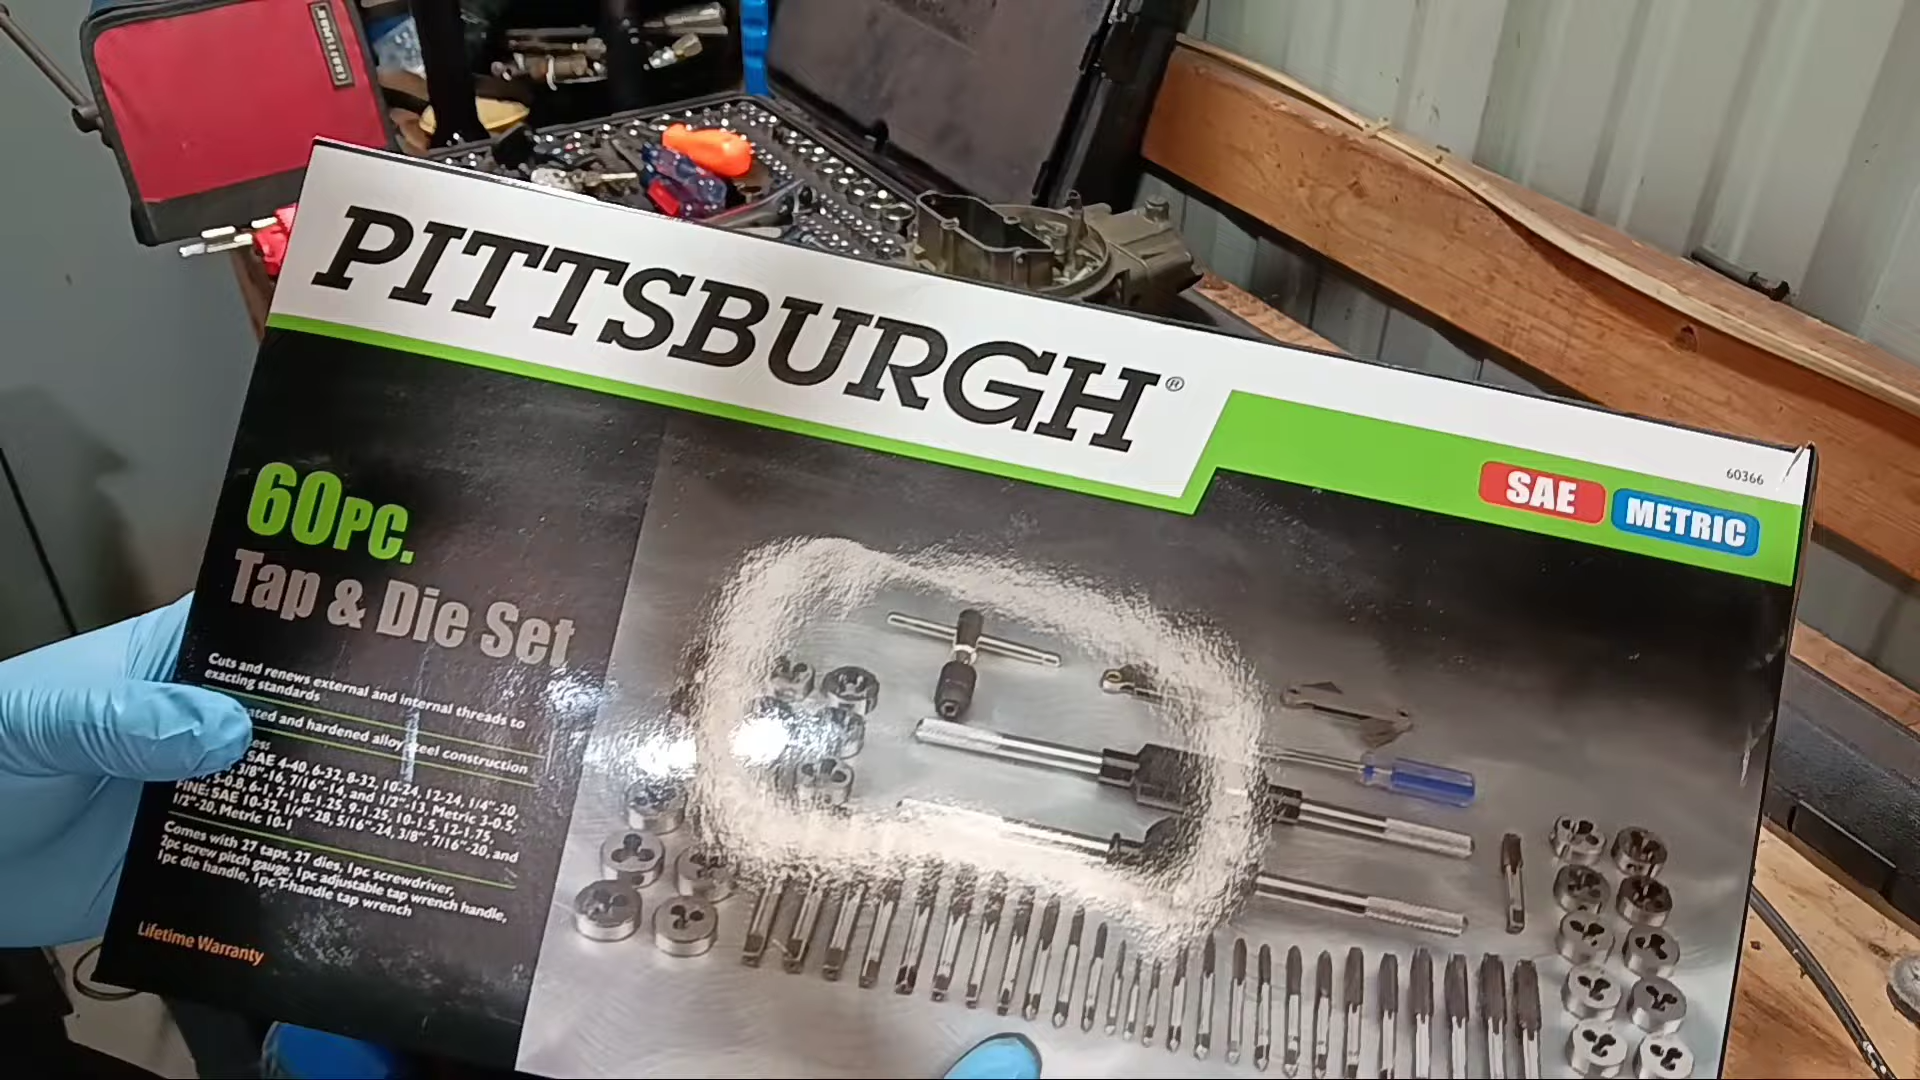 PITTSBURGH®
60366
SAE METRIC
60PC.
Tap & Die Set
Cuts and renews external and internal threads to
exacting standards
and hardened alloy steel construction
SAE 4-40, 6-32, 8-32, 10-24, 12-24, 1/4"-20,
3/8"-16, 7/16"-14, and 1/2"-13, Metric 3-0.5,
5-0.8, 6-1, 7-1, 8-1.25, 9-1.25, 10-1.5, 12-1.75,
FINE: SAE 10-32, 1/4"-28, 5/16"-24, 3/8", 7/16"-20, and
1/2"-20, Metric 10-1
Comes with 27 taps, 27 dies, 1pc screwdriver,
2pc screw pitch gauge, 1pc adjustable tap wrench handle,
1pc die handle, 1pc T-handle tap wrench
Lifetime Warranty